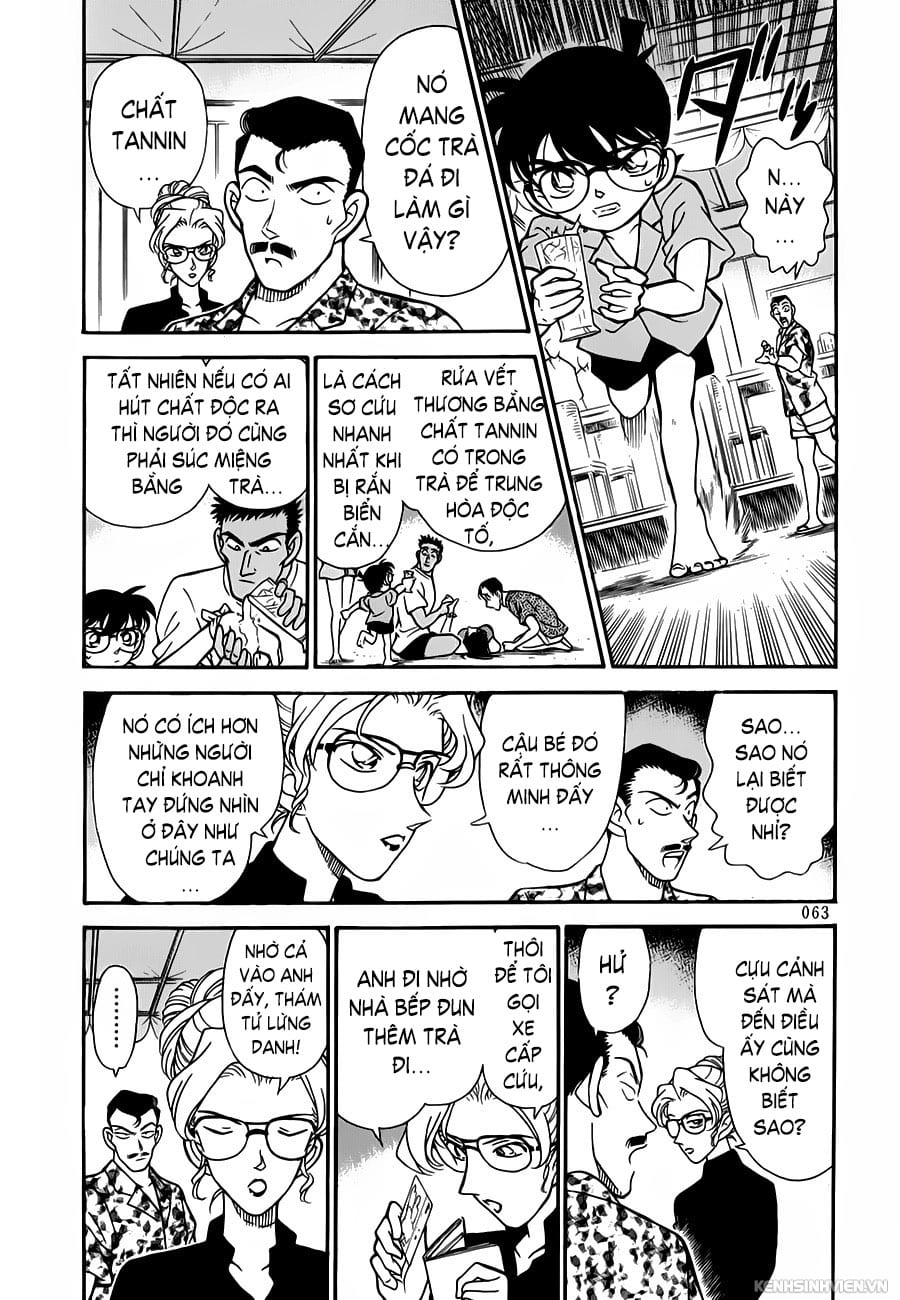 N...
NÀY
...
ダダ
NÓ
MANG
CỐC TRÀ
ĐÁ ĐI
LÀM GÌ
VẬY?
CHẤT
TANNIN
...
RỬA VẾT
THƯƠNG BẰNG
CHẤT TANNIN
CÓ TRONG
TRÀ ĐỂ TRUNG
HÒA ĐỘC
TỐ,
LÀ CÁCH
SƠ CỨU
NHANH
NHẤT KHI
BỊ RẮN
BIỂN
CẮN...
TẤT NHIÊN NẾU CÓ AI
HÚT CHẤT ĐỘC RA
THÌ NGƯỜI ĐÓ CŨNG
PHẢI SÚC MIỆNG
BẰNG TRÀ...
SAO...
SAO NÓ
LẠI BIẾT
ĐƯỢC
NHỈ?
CẬU BÉ ĐÓ
RẤT THÔNG
MINH ĐẤY
...
NÓ CÓ ÍCH HƠN
NHỮNG NGƯỜI
CHỈ KHOANH
TAY ĐỨNG NHÌN
Ở ĐÂY NHƯ
CHÚNG TA
...
063
CỰU CẢNH
SÁT MÀ
ĐẾN ĐIỀU
ẤY CŨNG
KHÔNG
BIẾT
SAO?
HỬ
?
THÔI
ĐỂ TÔI
GỌI
XE
CẤP
CỨU,
ANH ĐI NHỜ
NHÀ BẾP ĐUN
THÊM TRÀ
ĐI...
NHỜ CẢ
VÀO ANH
ĐẤY, THÁM
TỬ LỪNG
DANH!
........
KENHSINHVIEN.VN